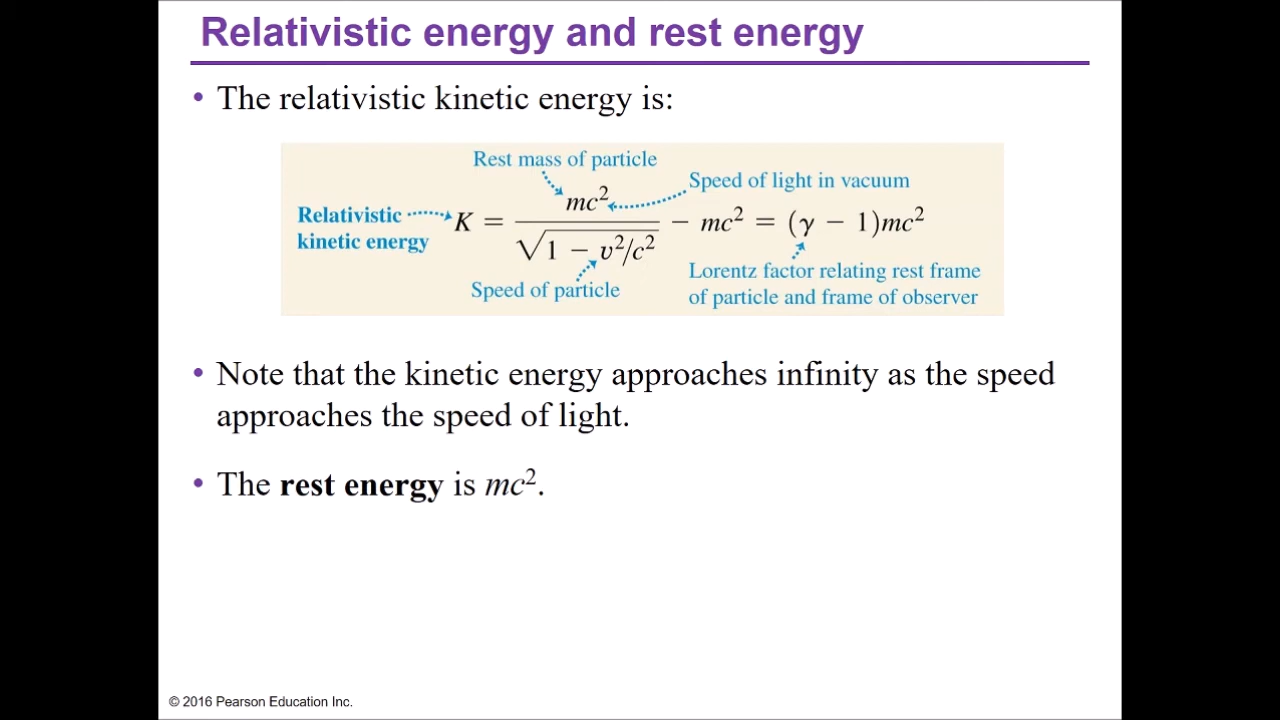 Relativistic energy and rest energy
• The relativistic kinetic energy is:
Rest mass of particle
Speed of light in vacuum
Relativistic kinetic energy
K = mc²/√(1 − v²/c²) − mc² = (γ − 1)mc²
Speed of particle
Lorentz factor relating rest frame
of particle and frame of observer
• Note that the kinetic energy approaches infinity as the speed
approaches the speed of light.
• The rest energy is mc².
© 2016 Pearson Education Inc.